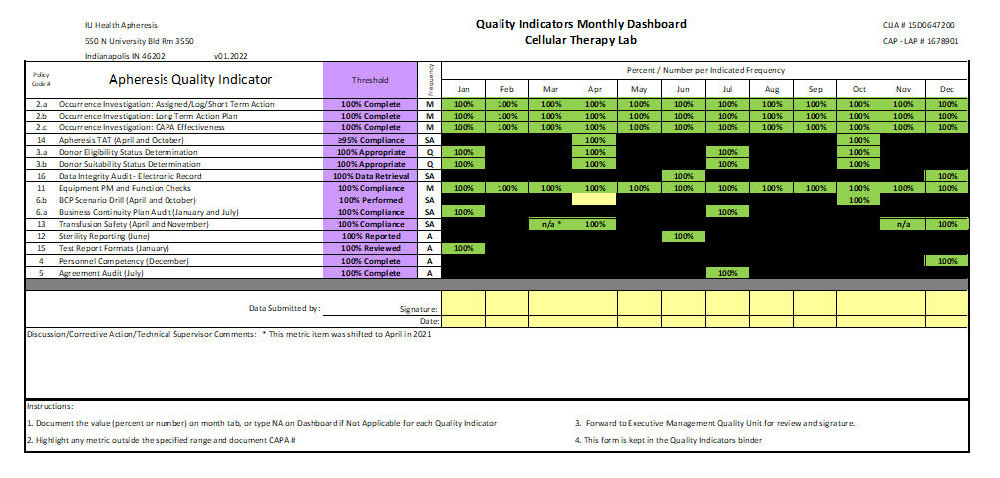 IU Health Apheresis
550 N University Bld Rm 3550
Indianapolis IN 46202 v01.2022
Quality Indicators Monthly Dashboard
Cellular Therapy Lab
CLIA # 15D0647200
CAP - LAP # 1678901
Policy Code # Apheresis Quality Indicator Threshold Frequency Percent / Number per Indicated Frequency
Jan Feb Mar Apr May Jun Jul Aug Sep Oct Nov Dec
2.a Occurrence Investigation: Assigned/Log/Short Term Action 100% Complete M 100% 100% 100% 100% 100% 100% 100% 100% 100% 100% 100% 100%
2.b Occurrence Investigation: Long Term Action Plan 100% Complete M 100% 100% 100% 100% 100% 100% 100% 100% 100% 100% 100% 100%
2.c Occurrence Investigation: CAPA Effectiveness 100% Complete M 100% 100% 100% 100% 100% 100% 100% 100% 100% 100% 100% 100%
14 Apheresis TAT (April and October) ≥95% Compliance SA 100% 100%
3.a Donor Eligibility Status Determination 100% Appropriate Q 100% 100% 100% 100%
3.b Donor Suitability Status Determination 100% Appropriate Q 100% 100% 100% 100%
16 Data Integrity Audit- Electronic Record 100% Data Retrieval SA 100% 100%
11 Equipment PM and Function Checks 100% Compliance M 100% 100% 100% 100% 100% 100% 100% 100% 100% 100% 100% 100%
6.b BCP Scenario Drill (April and October) 100% Performed SA 100%
6.a Business Continuity Plan Audit (January and July) 100% Compliance SA 100% 100%
13 Transfusion Safety (April and November) 100% Compliance SA n/a * 100% n/a 100%
12 Sterility Reporting (June) 100% Reported A 100%
15 Test Report Formats (January) 100% Reviewed A 100%
4 Personnel Competency (December) 100% Complete A 100%
5 Agreement Audit (July) 100% Complete A 100%
Data Submitted by: Signature:
Date:
Discussion/Corrective Action/Technical Supervisor Comments: * This metric item was shifted to April in 2021
Instructions:
1. Document the value (percent or number) on month tab, or type NA on Dashboard if Not Applicable for each Quality Indicator
3. Forward to Executive Management Quality Unit for review and signature.
2. Highlight any metric outside the specified range and document CAPA #
4. This form is kept in the Quality Indicators binder